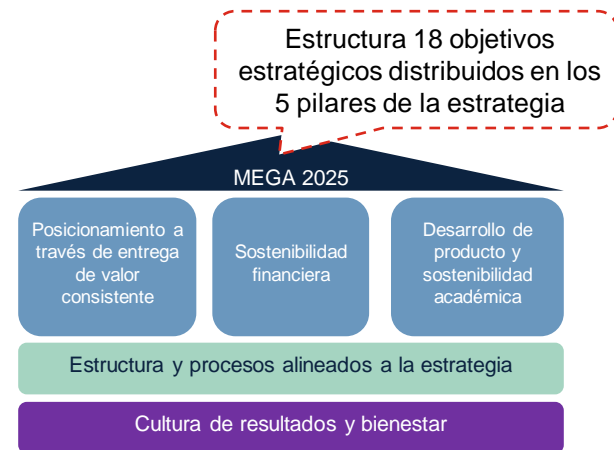 Estructura 18 objetivos
estratégicos distribuidos en los
5 pilares de la estrategia
MEGA 2025
Posicionamiento a
través de entrega
de valor
consistente
Sostenibilidad
financiera
Desarrollo de
producto y
sostenibilidad
académica
Estructura y procesos alineados a la estrategia
Cultura de resultados y bienestar